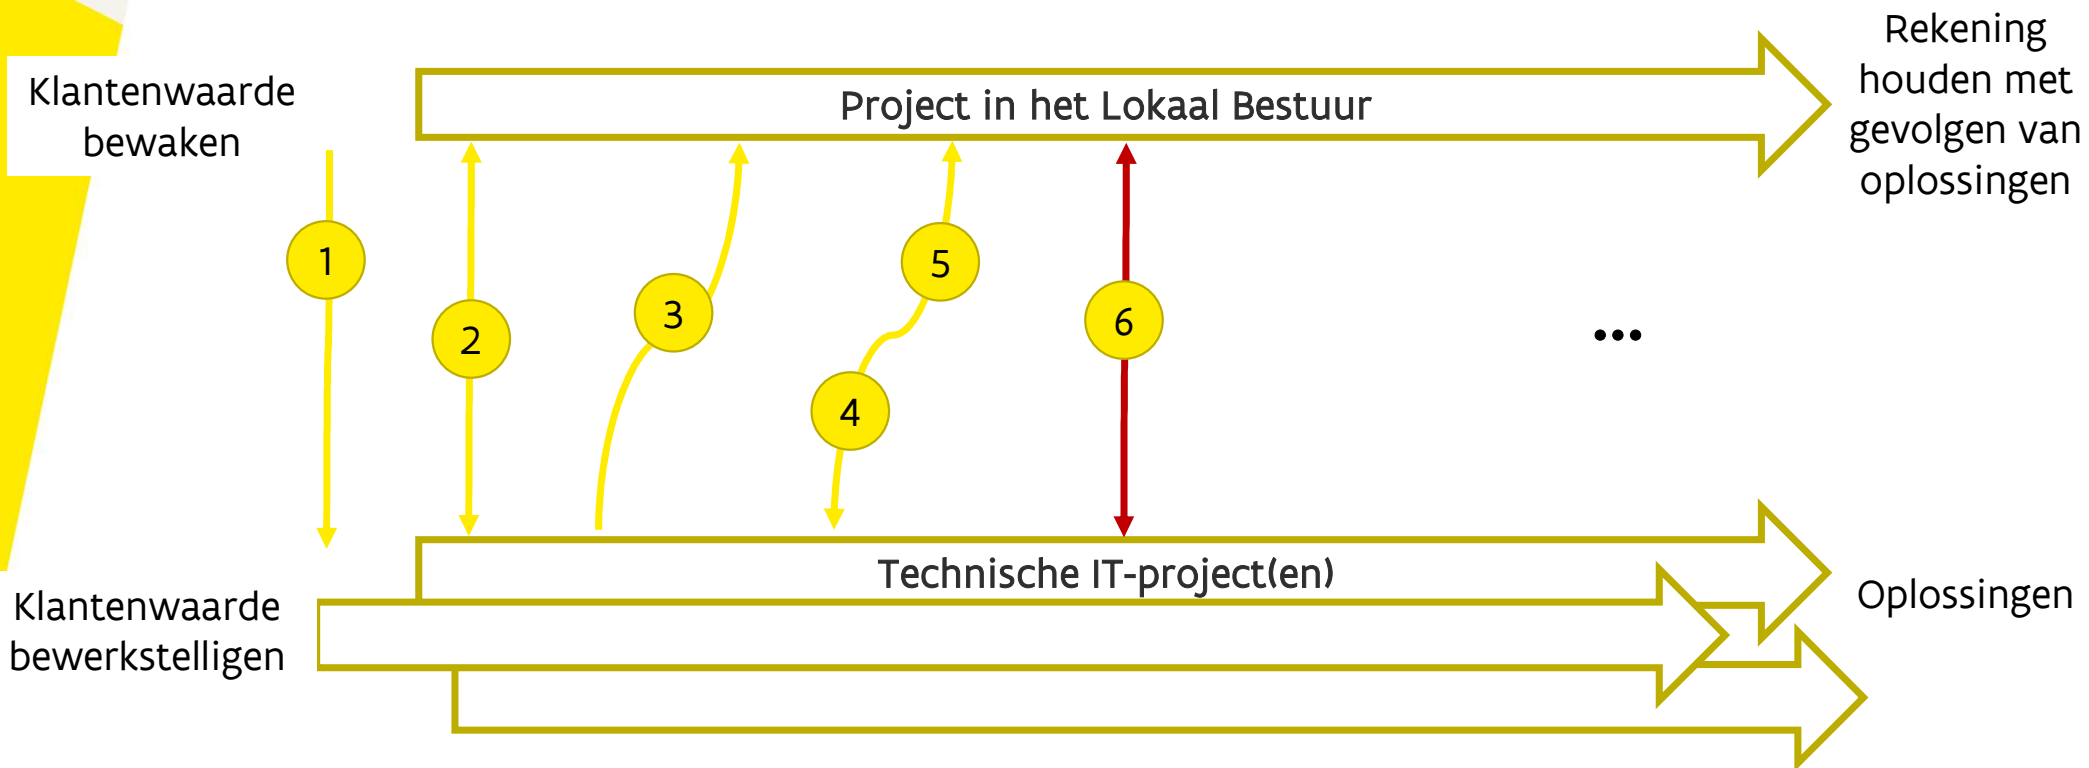 Klantenwaarde
bewaken
Project in het Lokaal Bestuur
Rekening
houden met
gevolgen van
oplossingen
1
2
3
4
5
6
...
Technische IT-project(en)
Klantenwaarde
bewerkstelligen
Oplossingen